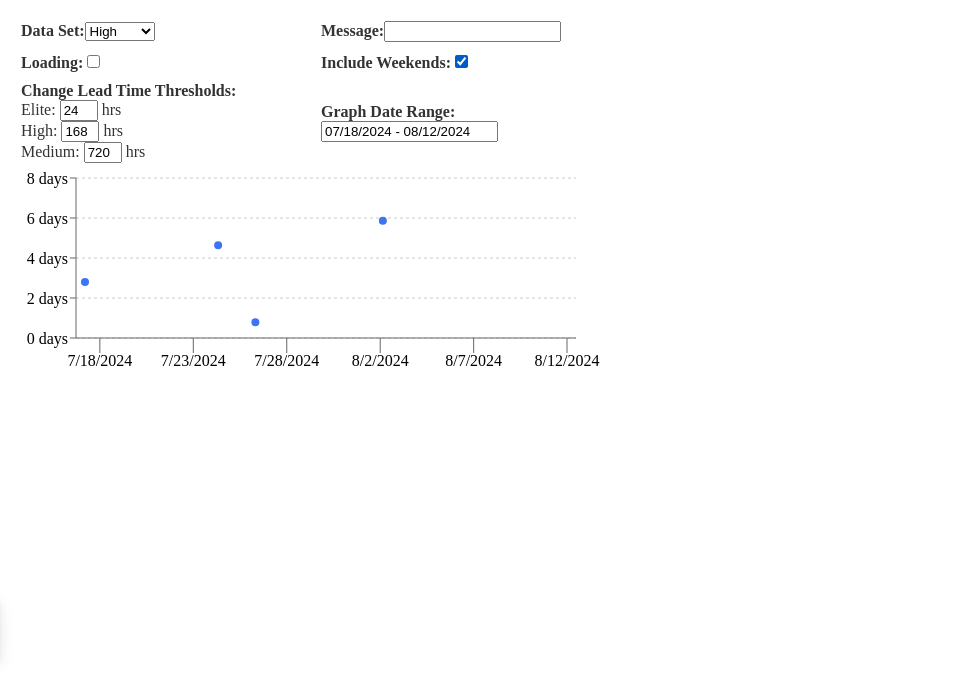 Data Set: High
Message:
Loading:
Include Weekends:
Change Lead Time Thresholds:
Elite: 24 hrs
High: 168 hrs
Medium: 720 hrs
Graph Date Range:
07/18/2024 - 08/12/2024
8 days
6 days
4 days
2 days
0 days
7/18/2024 7/23/2024 7/28/2024 8/2/2024 8/7/2024 8/12/2024